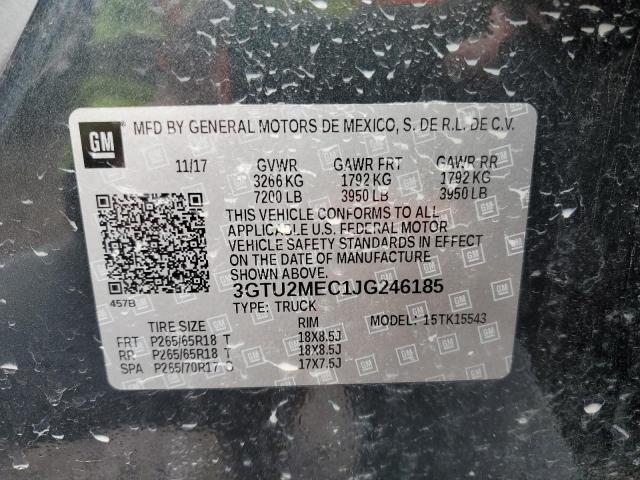 GM MFD BY GENERAL MOTORS DE MEXICO, S. DE R.L. DE C.V.
11/17 GVWR GAWR FRT GAWR RR
3266 KG 1792 KG 1792 KG
7200 LB 3950 LB 3950 LB
THIS VEHICLE CONFORMS TO ALL
APPLICABLE U.S. FEDERAL MOTOR
VEHICLE SAFETY STANDARDS IN EFFECT
ON THE DATE OF MANUFACTURE
SHOWN ABOVE.
3GTU2MEC1JG246185
457B
TYPE: TRUCK MODEL: 15TK15543
TIRE SIZE RIM
FRT P265/65R18 T 18X8.5J
RR P265/65R18 T 18X8.5J
SPA P265/70R17 S 17X7.5J